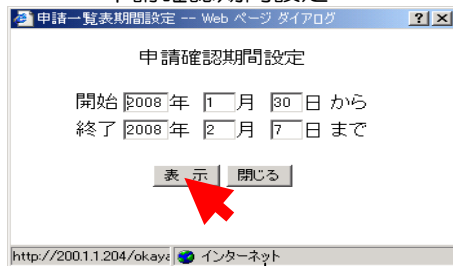 申請一覧表期間設定 -- Web ページ ダイアログ
申請確認期間設定
開始 2008 年 1 月 30 日 から
終了 2008 年 2 月 7 日 まで
表 示 閉じる
http://200.1.1.204/okaya インターネット